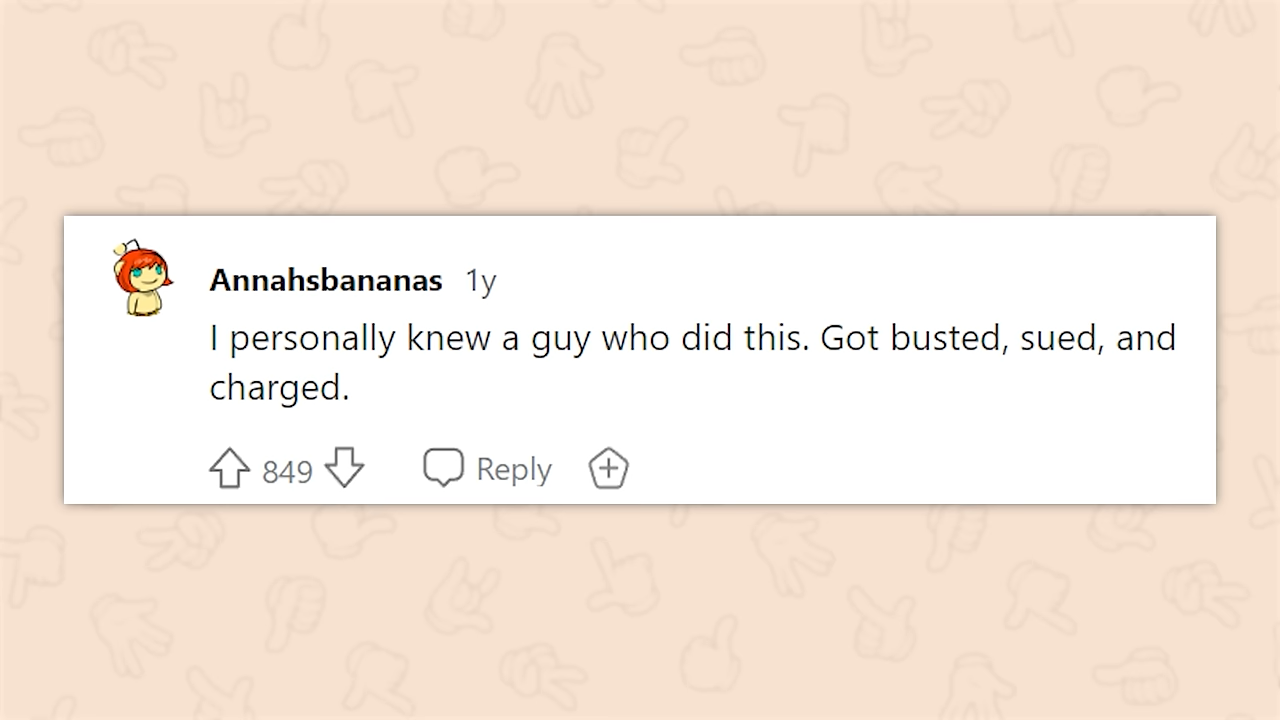 Annahsbananas 1y
I personally knew a guy who did this. Got busted, sued, and
charged.
849 Reply